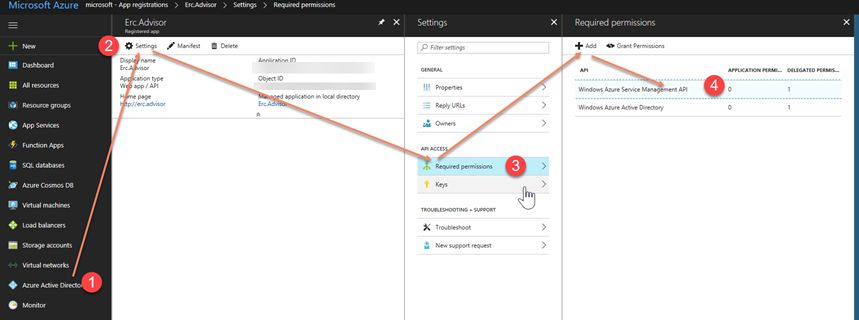 Microsoft Azure microsoft - App registrations > Erc.Advisor > Settings > Required permissions
New
Dashboard
All resources
Resource groups
App Services
Function Apps
SQL databases
Azure Cosmos DB
Virtual machines
Load balancers
Storage accounts
Virtual networks
Azure Active Direct
1
Monitor
Erc.Advisor
Registered app
2
Settings Manifest Delete
Display name Application ID
Erc.Advisor
Application type Object ID
Web app / API
Home page Managed application in local directory
http://erc.advisor Erc.Advisor
Settings
Filter settings
GENERAL
Properties
Reply URLs
Owners
API ACCESS
Required permissions 3
Keys
TROUBLESHOOTING + SUPPORT
Troubleshoot
New support request
Required permissions
Add Grant Permissions
API APPLICATION PERMI... DELEGATED PERMIS...
Windows Azure Service Management API 4 0 1
Windows Azure Active Directory 0 1